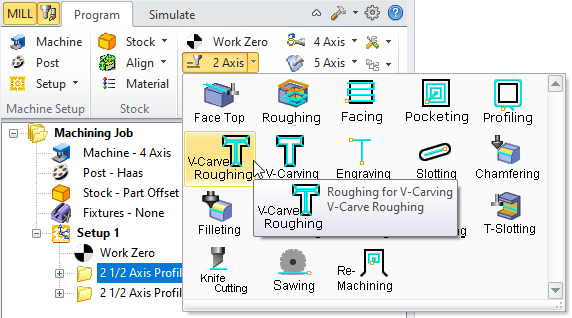 MILL Program Simulate
Machine Stock Work Zero 4 Axis
Post Align 2 Axis 5 Axis
Setup Material
Machine Setup Stock
Face Top Roughing Facing Pocketing Profiling
V-Carve Roughing V-Carving Engraving Slotting Chamfering
Roughing for V-Carving
V-Carve Roughing
V-Carve Roughing
Filleting T-Slotting
Knife Cutting Sawing Re-Machining
Machining Job
Machine - 4 Axis
Post - Haas
Stock - Part Offset
Fixtures - None
Setup 1
Work Zero
2 1/2 Axis Profil
2 1/2 Axis Profil